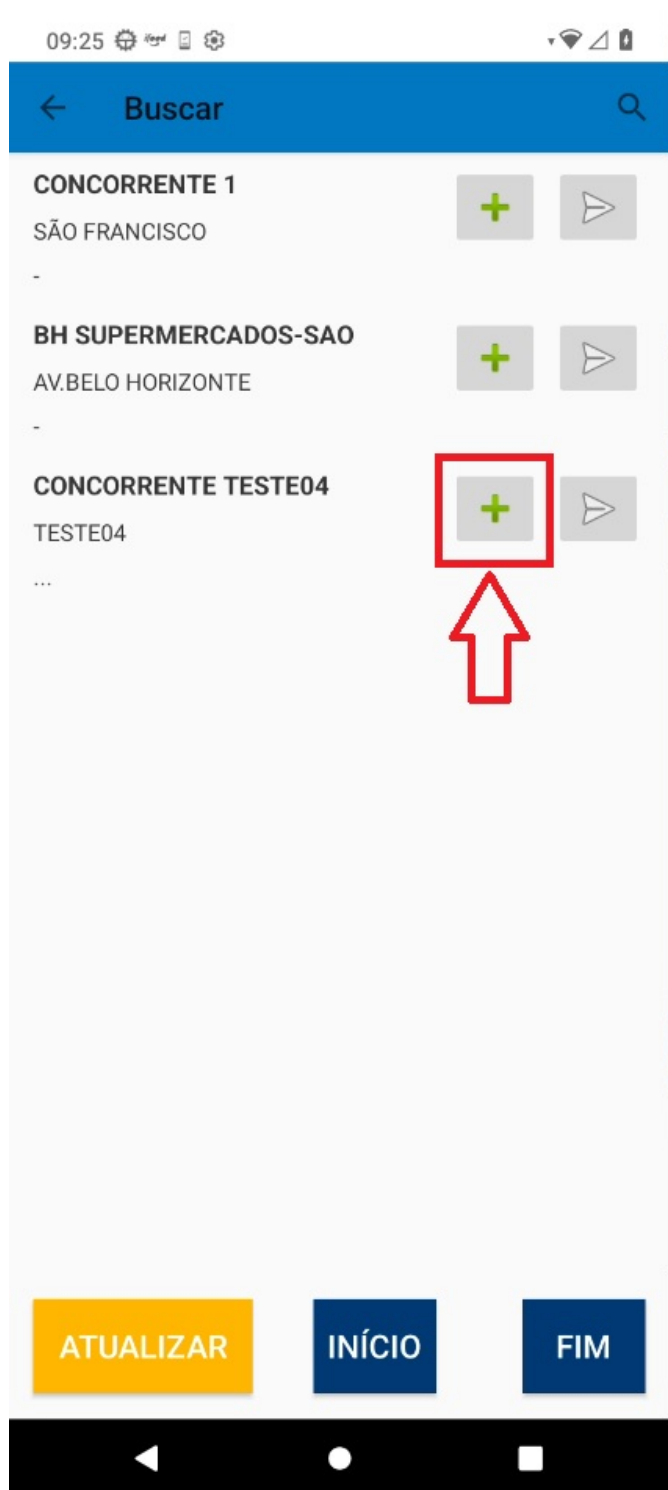 09:25
Buscar
CONCORRENTE 1
SÃO FRANCISCO
-
BH SUPERMERCADOS-SAO
AV.BELO HORIZONTE
-
CONCORRENTE TESTE04
TESTE04
...
ATUALIZAR INÍCIO FIM